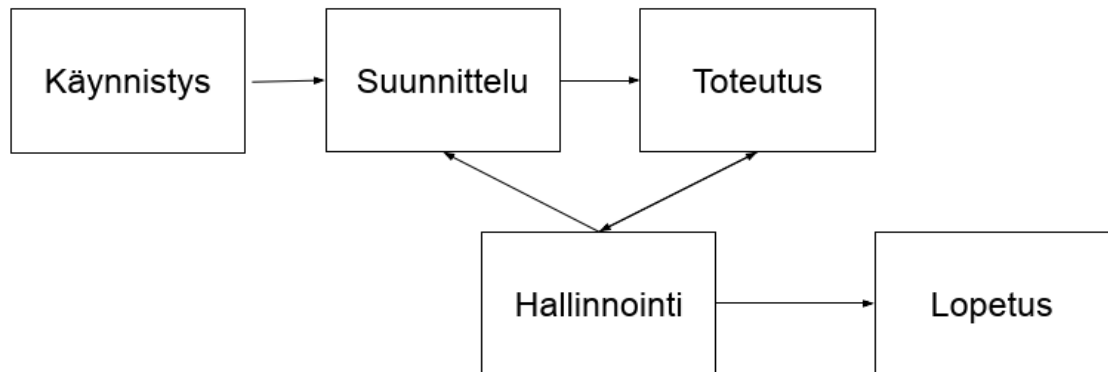 Käynnistys
Suunnittelu
Toteutus
Hallinnointi
Lopetus